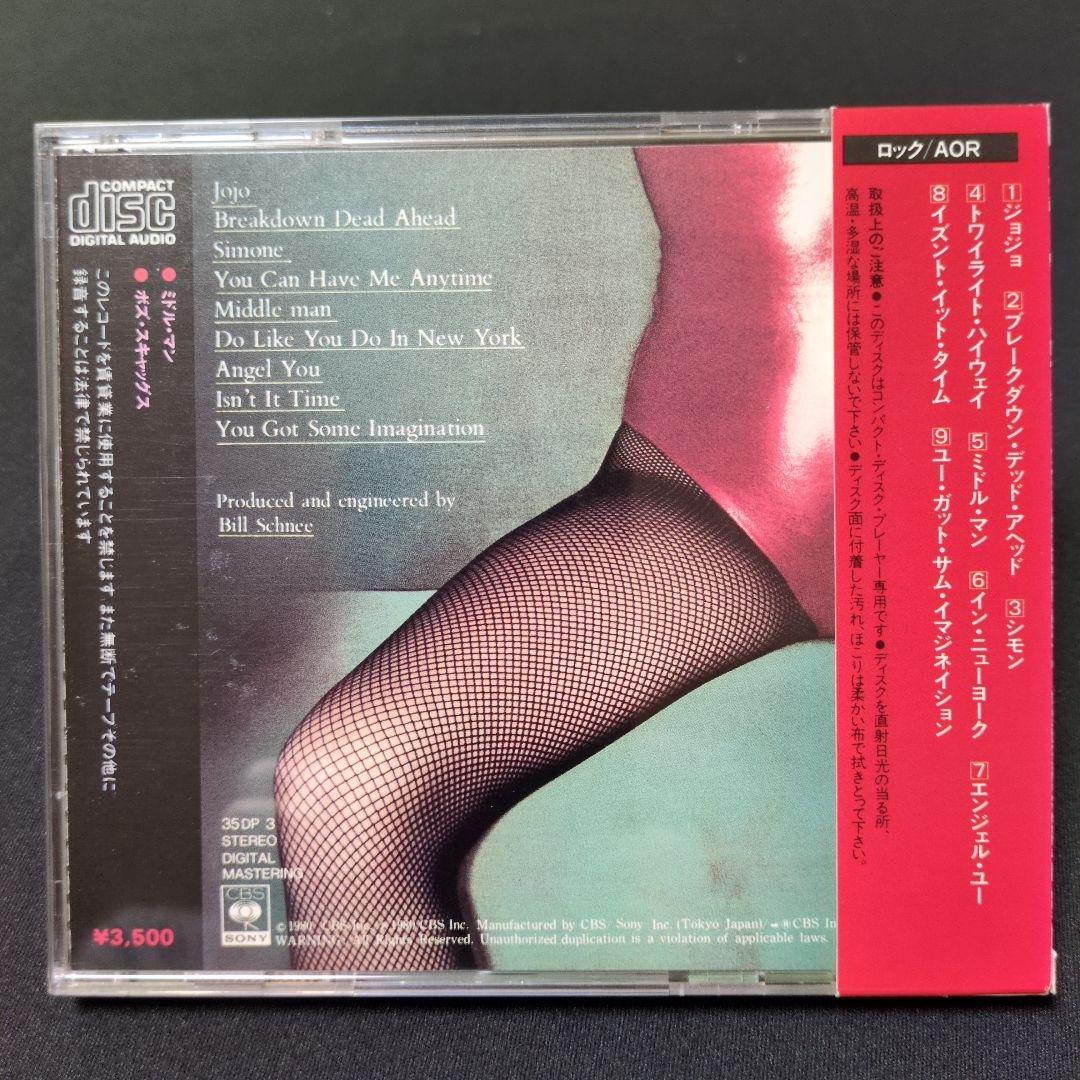 COMPACT
disc
DIGITAL AUDIO
● ミドル・マン
● ボズ・スキャッグス
このレコードを賃貸業に使用することを禁じます また無断でテープその他に
録音することは法律で禁じられています
¥3,500
Jojo
Breakdown Dead Ahead
Simone
You Can Have Me Anytime
Middle man
Do Like You Do In New York
Angel You
Isn't It Time
You Got Some Imagination
Produced and engineered by
Bill Schnee
35DP 3
STEREO
DIGITAL
MASTERING
CBS
SONY
CBS Inc. Manufactured by CBS/Sony Inc. (Tokyo Japan)/ ® CBS In
WARNING: All Rights Reserved. Unauthorized duplication is a violation of applicable laws.
ロック/AOR
1 ジョジョ 2 ブレークダウン・デッド・アヘッド 3 シモン
4 トワイライト・ハイウェイ 5 ミドル・マン 6 イン・ニューヨーク 7 エンジェル・ユー
8 イズント・イット・タイム 9 ユー・ガット・サム・イマジネイション
取扱上のご注意 ● このディスクはコンパクト・ディスク・プレーヤー専用です ● ディスクを直射日光の当る所、
高温・多湿な場所には保管しないで下さい ● ディスク面に付着した汚れ、ほこりは柔かい布で拭きとって下さい。